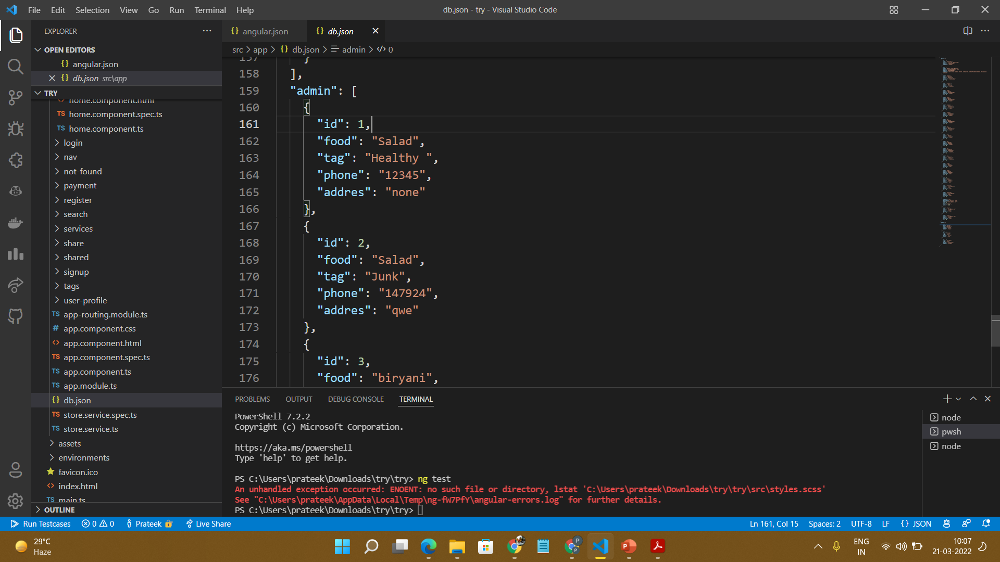 File Edit Selection View Go Run Terminal Help
db.json - try - Visual Studio Code
EXPLORER
OPEN EDITORS
angular.json
db.json src\app
TRY
home.component.html
home.component.spec.ts
home.component.ts
login
nav
not-found
payment
register
search
services
share
shared
signup
tags
user-profile
app-routing.module.ts
app.component.css
app.component.html
app.component.spec.ts
app.component.ts
app.module.ts
db.json
store.service.spec.ts
store.service.ts
assets
environments
favicon.ico
index.html
main.ts
OUTLINE
angular.json db.json
src > app > {} db.json > admin > 0
157 }
158 ],
159 "admin": [
160 {
161 "id": 1,
162 "food": "Salad",
163 "tag": "Healthy ",
164 "phone": "12345",
165 "addres": "none"
166 },
167 {
168 "id": 2,
169 "food": "Salad",
170 "tag": "Junk",
171 "phone": "147924",
172 "addres": "qwe"
173 },
174 {
175 "id": 3,
176 "food": "biryani",
PROBLEMS OUTPUT DEBUG CONSOLE TERMINAL
PowerShell 7.2.2
Copyright (c) Microsoft Corporation.
https://aka.ms/powershell
Type 'help' to get help.
PS C:\Users\prateek\Downloads\try\try> ng test
An unhandled exception occurred: ENOENT: no such file or directory, lstat 'C:\Users\prateek\Downloads\try\try\src\styles.scss'
See "C:\Users\prateek\AppData\Local\Temp\ng-fW7PfY\angular-errors.log" for further details.
PS C:\Users\prateek\Downloads\try\try>
node
pwsh
node
Run Testcases 0 0 Prateek Live Share
Ln 161, Col 15 Spaces: 2 UTF-8 LF {} JSON
29°C
Haze
ENG
IN
10:07
21-03-2022